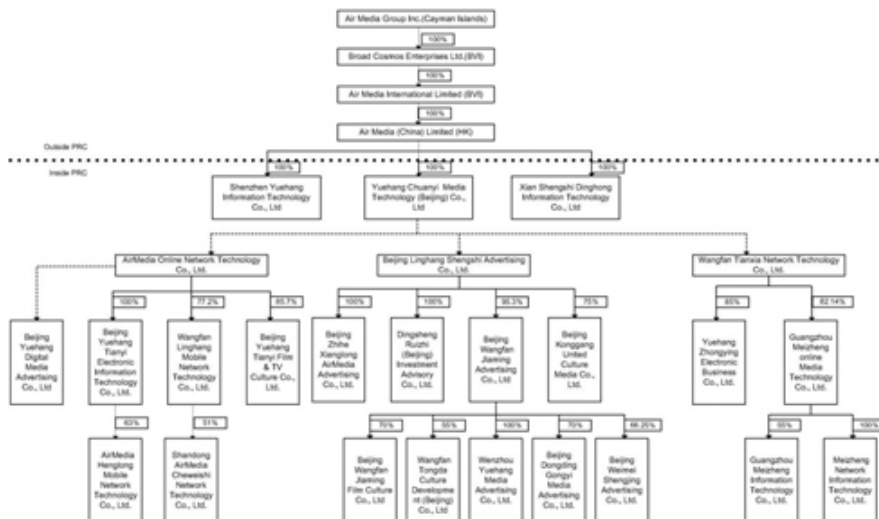 Air Media Group Inc.(Cayman Islands)
100%
Broad Cosmos Enterprises Ltd.(BVI)
100%
Air Media International Limited (BVI)
100%
Air Media (China) Limited (HK)
Outside PRC
Inside PRC
100%
100%
100%
Shenzhen Yuehang
Information Technology
Co., Ltd
Yuehang Chuanyi Media
Technology (Beijing) Co.,
Ltd
Xian Shengshi Dinghong
Information Technology
Co., Ltd
AirMedia Online Network Technology
Co., Ltd.
Beijing Linghang Shengshi Advertising
Co., Ltd.
Wangfan Tianxia Network Technology
Co., Ltd.
100%
77.2%
85.7%
100%
100%
95.3%
75%
85%
82.14%
Beijing
Yuehang
Digital
Media
Advertising
Co., Ltd
Beijing
Yuehang
Tianyi
Electronic
Information
Technology
Co., Ltd.
Wangfan
Linghang
Mobile
Network
Technology
Co., Ltd.
Beijing
Yuehang
Tianyi Film
& TV
Culture Co.,
Ltd.
Beijing
Zhihe
Xianglong
AirMedia
Advertising
Co., Ltd.
Dingsheng
Ruizhi
(Beijing)
Investment
Advisory Co.,
Ltd.
Beijing
Wangfan
Jiaming
Advertising
Co., Ltd
Beijing
Konggang
United
Culture
Media Co.,
Ltd.
Yuehang
Zhongying
Electronic
Business
Co., Ltd.
Guangzhou
Meizheng
online
Media
Technology
Co., Ltd.
63%
51%
70%
55%
100%
70%
66.25%
55%
100%
AirMedia
Henglong
Mobile
Network
Technology
Co., Ltd.
Shandong
AirMedia
Cheweishi
Network
Technology
Co., Ltd.
Beijing
Wangfan
Jiaming
Film Culture
Co., Ltd
Wangfan
Tongda
Culture
Developme
nt (Beijing)
Co., Ltd
Wenzhou
Yuehang
Media
Advertising
Co., Ltd.
Beijing
Dongding
Gongyi
Media
Advertising
Co., Ltd.
Beijing
Weimei
Shengjing
Advertising
Co., Ltd.
Guangzhou
Meizheng
Information
Technology
Co., Ltd.
Meizheng
Network
Information
Technology
Co., Ltd.